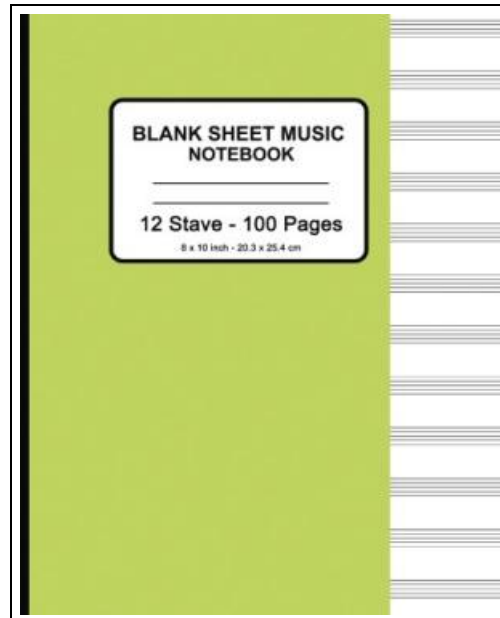 BLANK SHEET MUSIC
NOTEBOOK
12 Stave - 100 Pages
8 x 10 inch - 20.3 x 25.4 cm